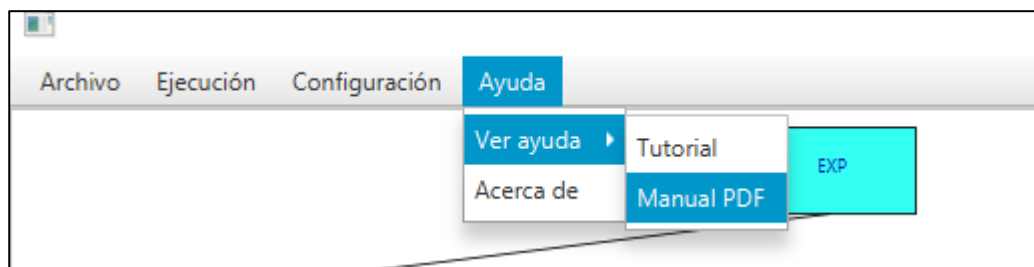 Archivo Ejecución Configuración Ayuda
Ver ayuda
Tutorial
EXP
Acerca de
Manual PDF